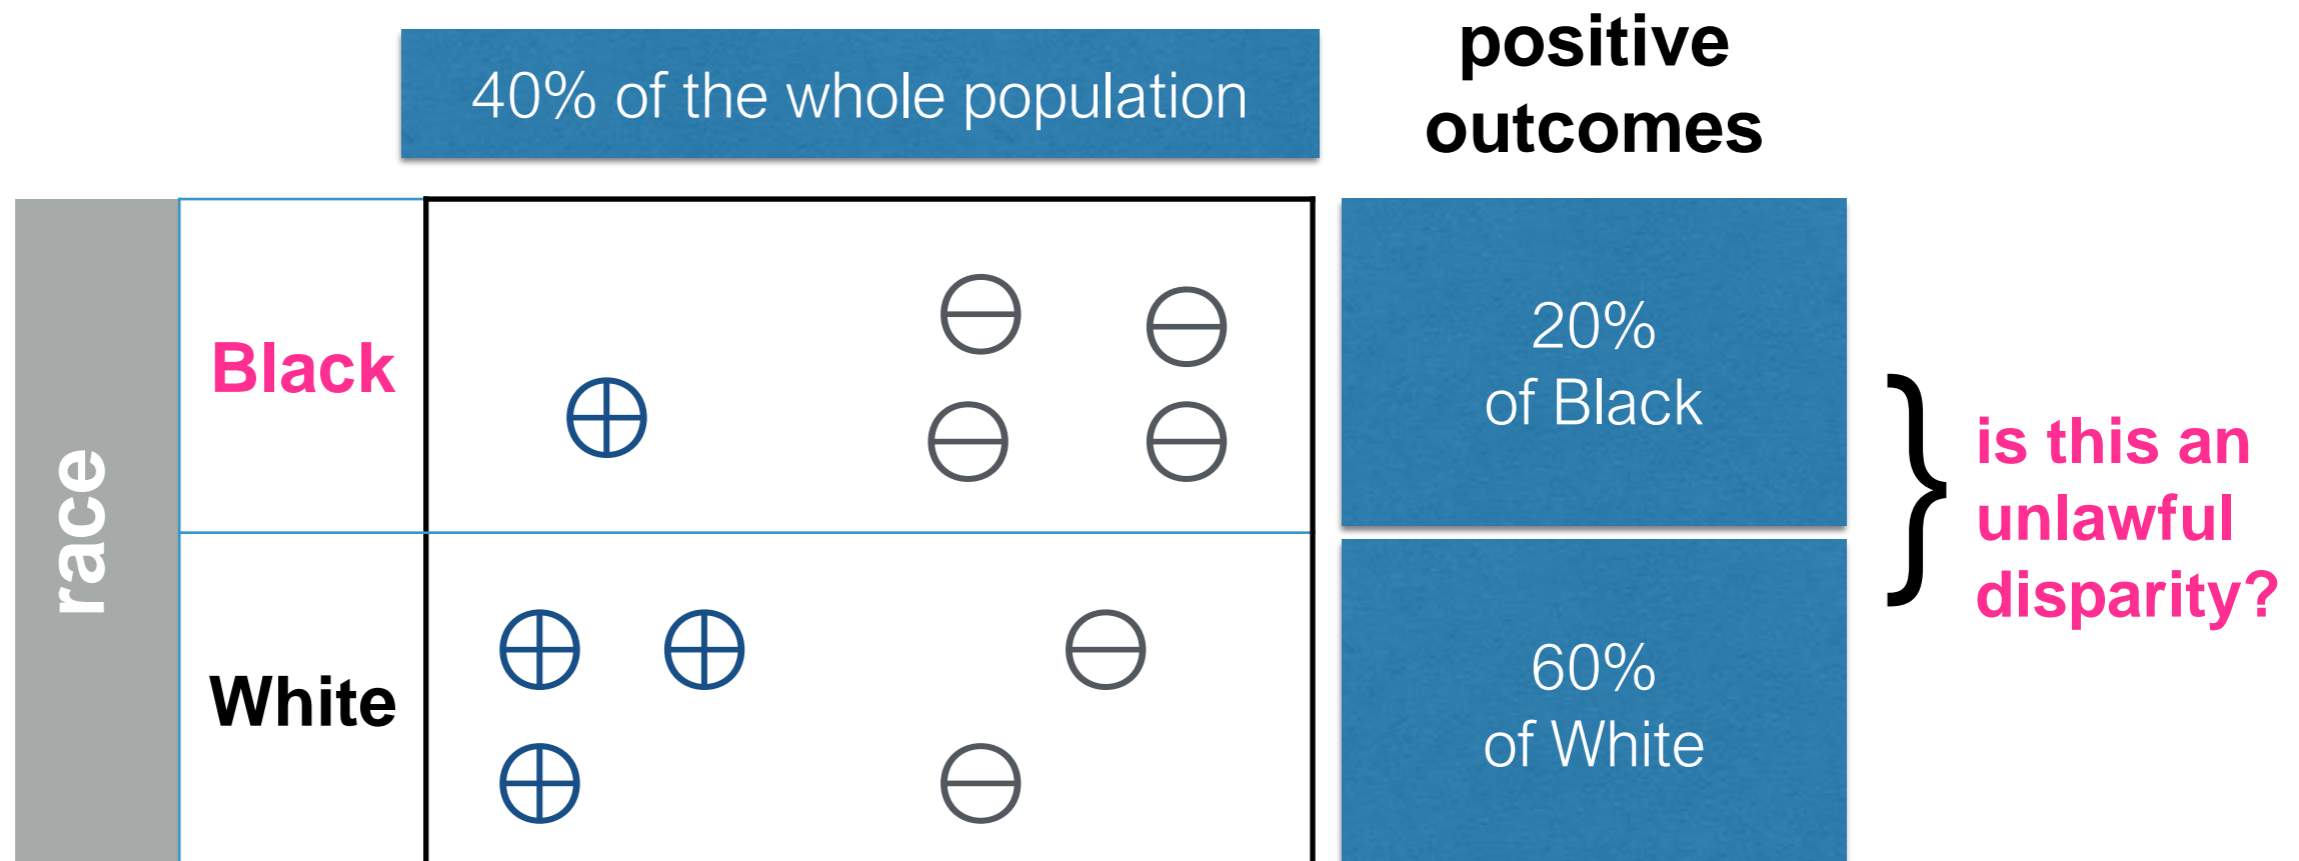 40% of the whole population
positive
outcomes
race
Black
20%
of Black
White
60%
of White
is this an
unlawful
disparity?